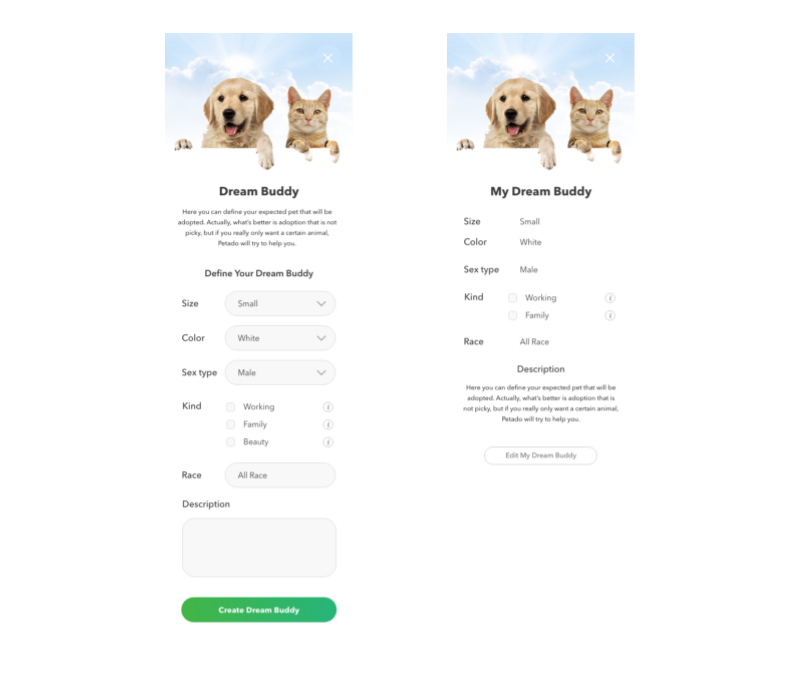 Dream Buddy
Here you can define your expected pet that will be
adopted. Actually, what's better is adoption that is not
picky, but if you really only want a certain animal,
Petado will try to help you.
Define Your Dream Buddy
Size Small
Color White
Sex type Male
Kind Working i
Family i
Beauty i
Race All Race
Description
Create Dream Buddy
My Dream Buddy
Size Small
Color White
Sex type Male
Kind Working i
Family i
Race All Race
Description
Here you can define your expected pet that will be
adopted. Actually, what's better is adoption that is
not picky, but if you really only want a certain animal,
Petado will try to help you.
Edit My Dream Buddy